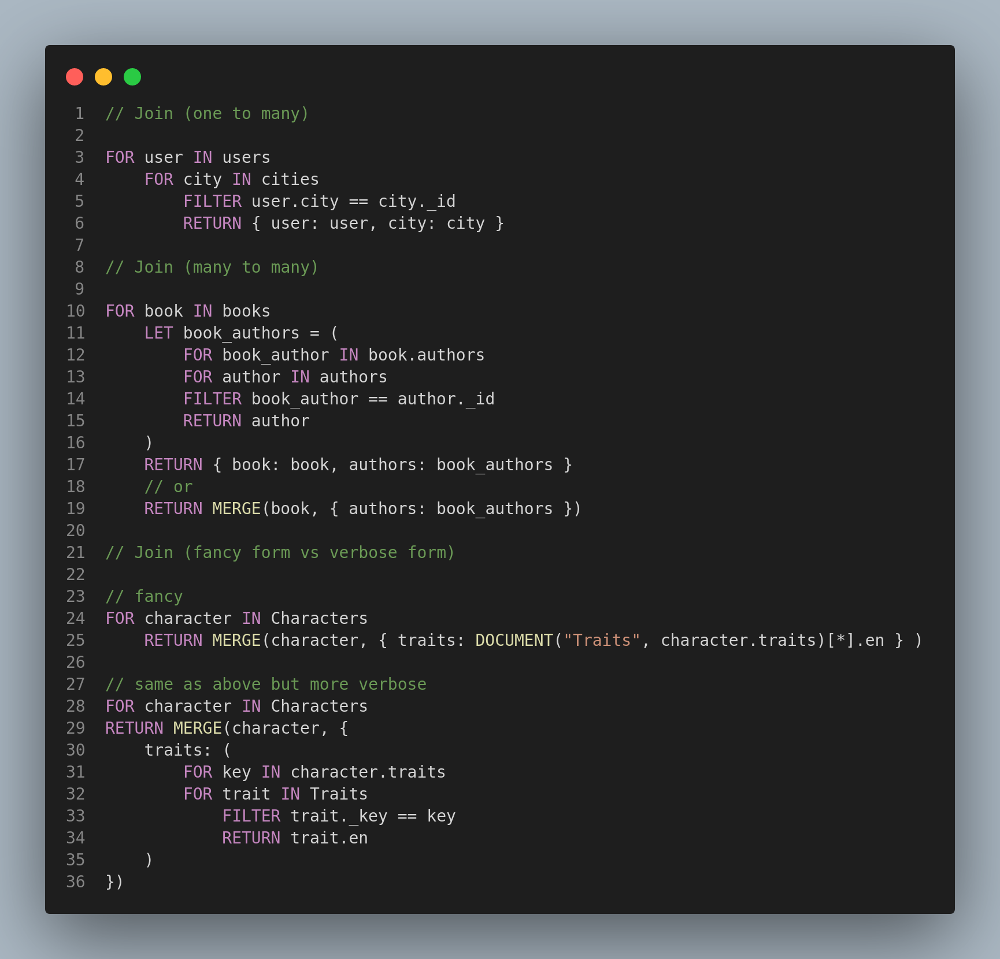 1 // Join (one to many)
2
3 FOR user IN users
4     FOR city IN cities
5         FILTER user.city == city._id
6         RETURN { user: user, city: city }
7
8 // Join (many to many)
9
10 FOR book IN books
11     LET book_authors = (
12         FOR book_author IN book.authors
13         FOR author IN authors
14         FILTER book_author == author._id
15         RETURN author
16     )
17     RETURN { book: book, authors: book_authors }
18     // or
19     RETURN MERGE(book, { authors: book_authors })
20
21 // Join (fancy form vs verbose form)
22
23 // fancy
24 FOR character IN Characters
25     RETURN MERGE(character, { traits: DOCUMENT("Traits", character.traits)[*].en } )
26
27 // same as above but more verbose
28 FOR character IN Characters
29 RETURN MERGE(character, {
30     traits: (
31         FOR key IN character.traits
32         FOR trait IN Traits
33             FILTER trait._key == key
34             RETURN trait.en
35     )
36 })